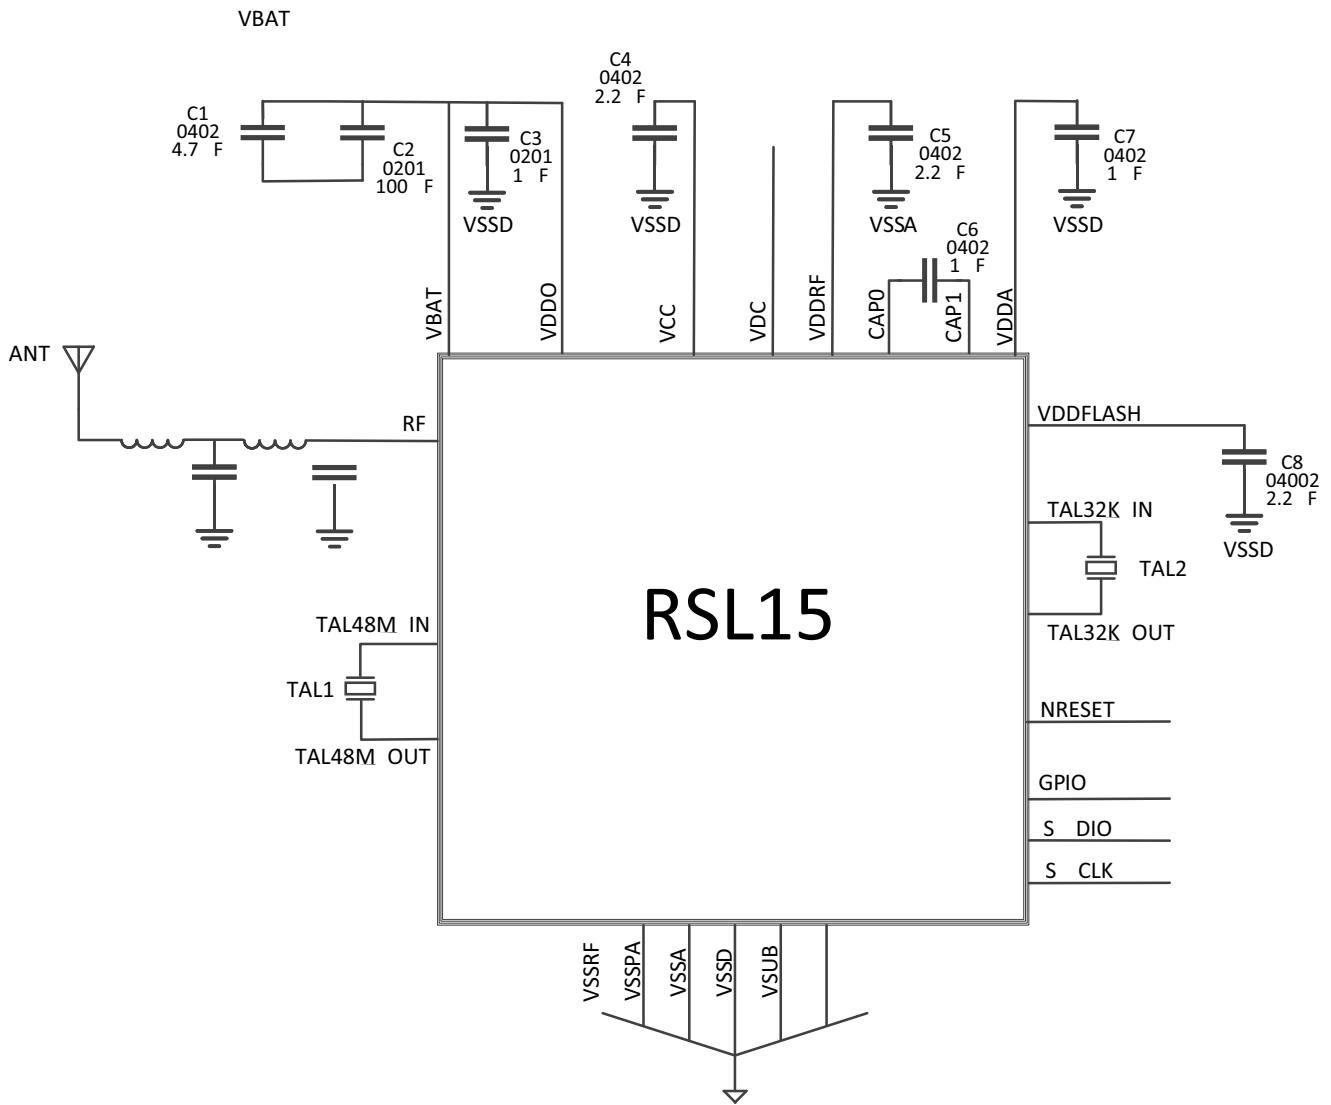 VBAT
C1
0402
4.7 F
C2
0201
100 F
C3
0201
1 F
VSSD
C4
0402
2.2 F
VSSD
C5
0402
2.2 F
VSSA
C6
0402
1 F
C7
0402
1 F
VSSD
VBAT
VDDO
VCC
VDC
VDDRF
CAP0
CAP1
VDDA
ANT
RF
VDDFLASH
C8
04002
2.2 F
VSSD
TAL32K IN
TAL2
TAL32K OUT
RSL15
TAL48M IN
TAL1
TAL48M OUT
NRESET
GPIO
S DIO
S CLK
VSSRF
VSSPA
VSSA
VSSD
VSUB